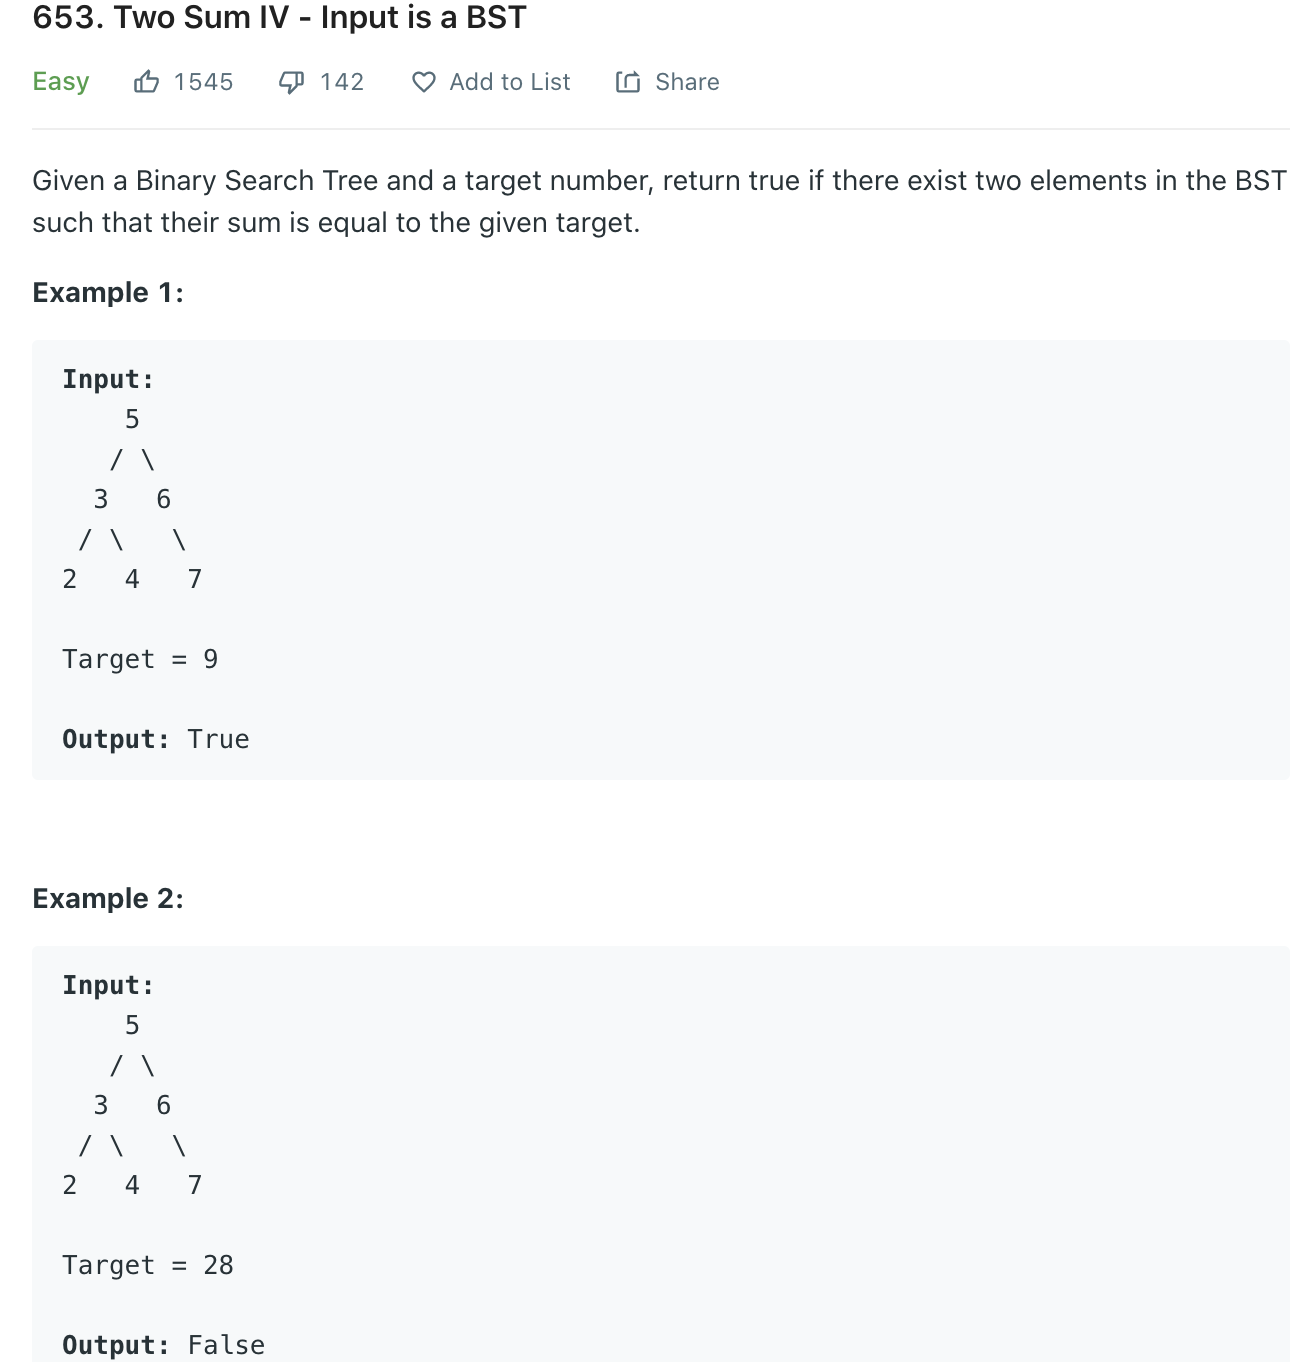 653. Two Sum IV - Input is a BST
Easy 1545 142 Add to List Share
Given a Binary Search Tree and a target number, return true if there exist two elements in the BST
such that their sum is equal to the given target.
Example 1:
Input:
    5
   / \
  3   6
 / \   \
2   4   7
Target = 9
Output: True
Example 2:
Input:
    5
   / \
  3   6
 / \   \
2   4   7
Target = 28
Output: False